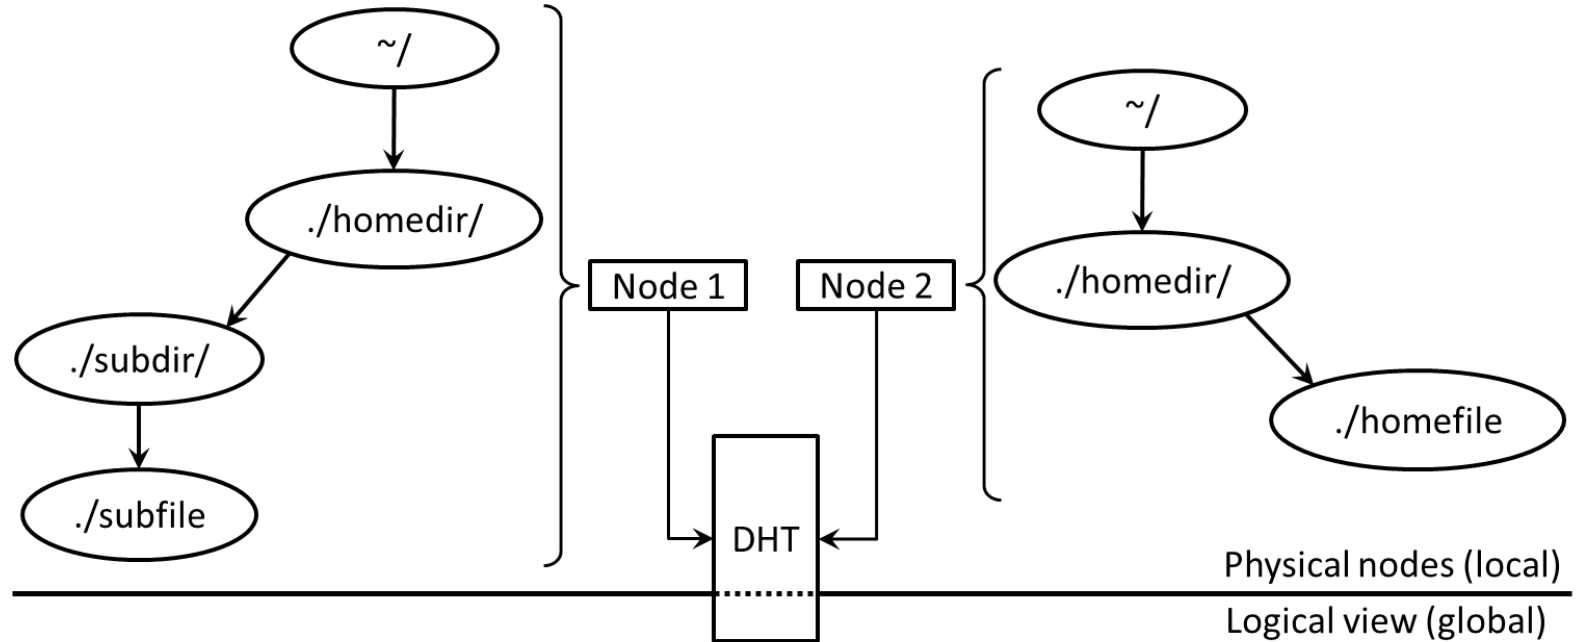 ~/
./homedir/
./subdir/
./subfile
Node 1
Node 2
DHT
~/
./homedir/
./homefile
Physical nodes (local)
Logical view (global)